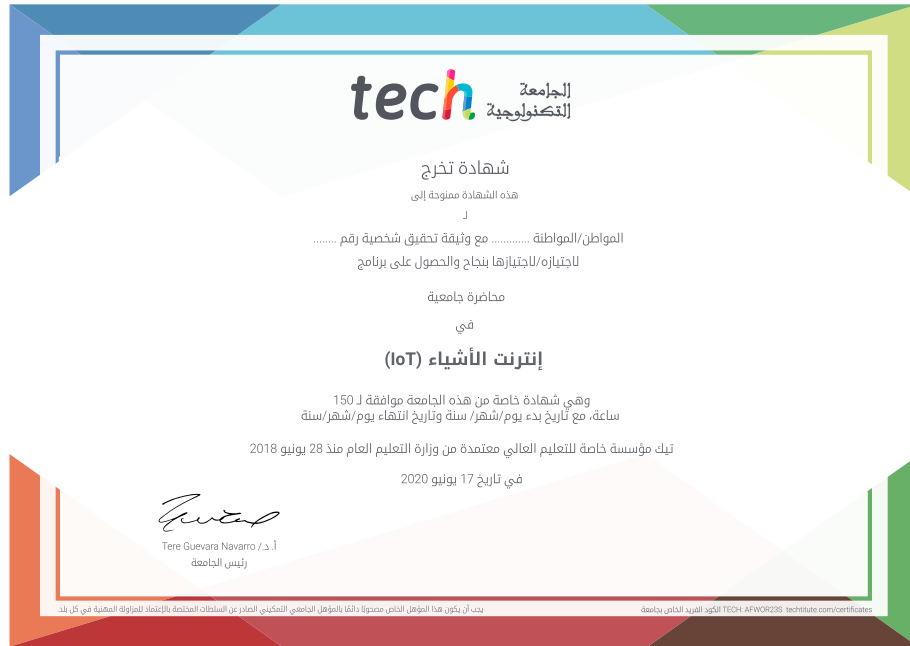 tech الجامعة
التكنولوجية
شهادة تخرج
هذه الشهادة ممنوحة إلى
لـ
المواطن/المواطنة ............. مع وثيقة تحقيق شخصية رقم ........
لاجتيازه/لاجتيازها بنجاح والحصول على برنامج
محاضرة جامعية
في
إنترنت الأشياء (IoT)
وهي شهادة خاصة من هذه الجامعة موافقة لـ 150
ساعة، مع تاريخ بدء يوم/شهر/ سنة وتاريخ انتهاء يوم/شهر/سنة
تيك مؤسسة خاصة للتعليم العالي معتمدة من وزارة التعليم العام منذ 28 يونيو 2018
في تاريخ 17 يونيو 2020
أ. د./ Tere Guevara Navarro
رئيس الجامعة
يجب أن يكون هذا المؤهل الخاص مصحوبًا دائمًا بالمؤهل الجامعي التمكيني الصادر عن السلطات المختصة بالإعتماد للمزاولة المهنية في كل بلد.
الكود الفريد الخاص بجامعة TECH: AFWOR23S techtitute.com/certificates